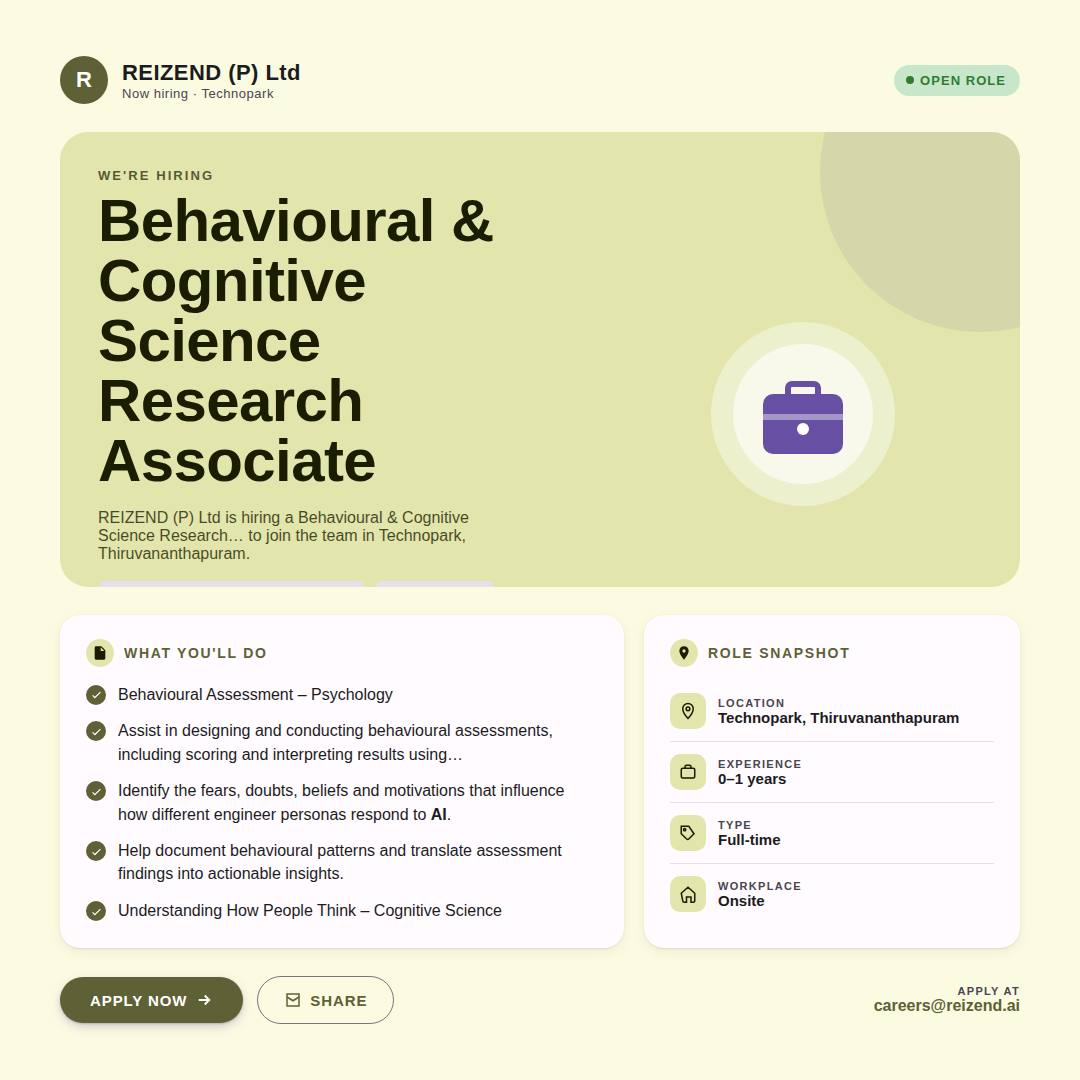 R
REIZEND (P) Ltd
Now hiring · Technopark
OPEN ROLE
WE'RE HIRING
Behavioural &
Cognitive
Science
Research
Associate
REIZEND (P) Ltd is hiring a Behavioural & Cognitive
Science Research… to join the team in Technopark,
Thiruvananthapuram.
WHAT YOU'LL DO
Behavioural Assessment – Psychology
Assist in designing and conducting behavioural assessments,
including scoring and interpreting results using…
Identify the fears, doubts, beliefs and motivations that influence
how different engineer personas respond to AI.
Help document behavioural patterns and translate assessment
findings into actionable insights.
Understanding How People Think – Cognitive Science
ROLE SNAPSHOT
LOCATION
Technopark, Thiruvananthapuram
EXPERIENCE
0–1 years
TYPE
Full-time
WORKPLACE
Onsite
APPLY NOW
SHARE
APPLY AT
careers@reizend.ai